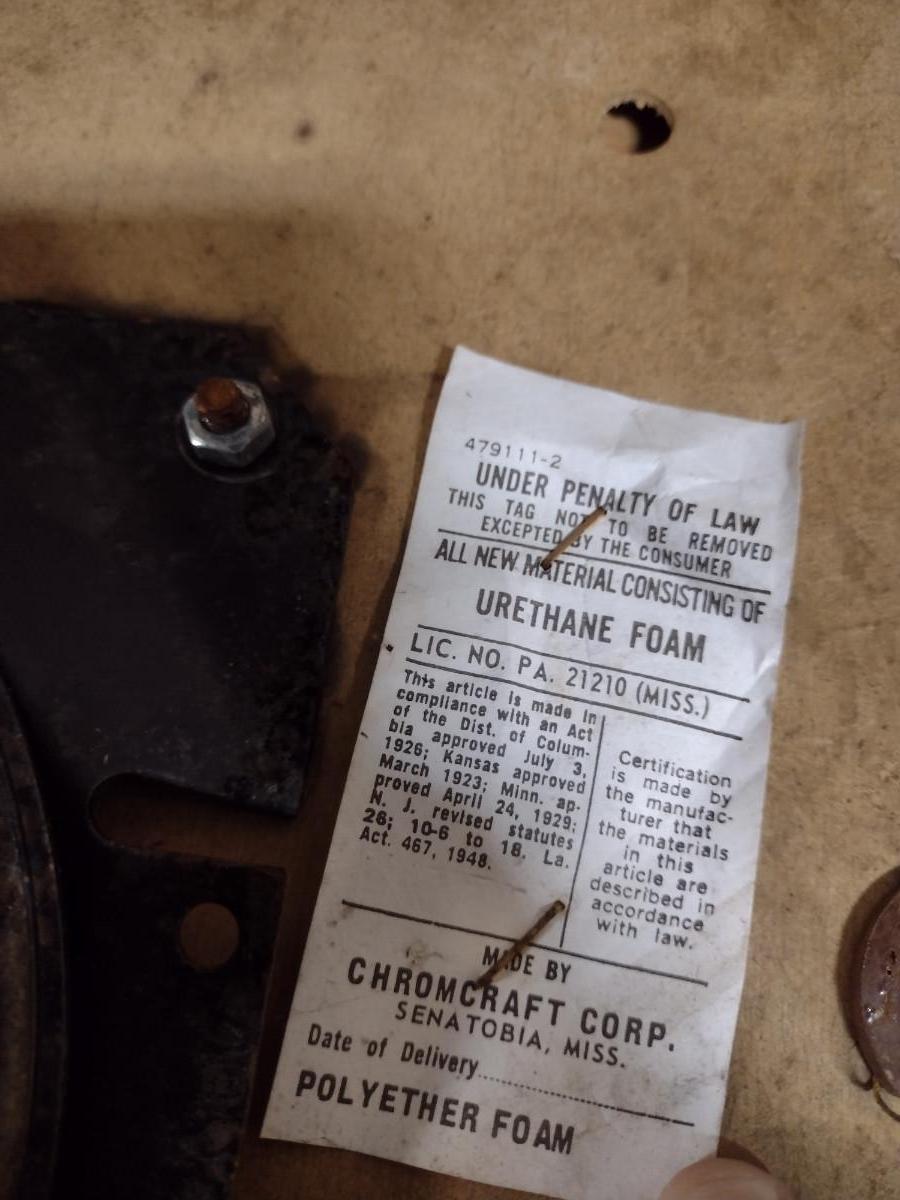 479111-2
UNDER PENALTY OF LAW
THIS TAG NOT TO BE REMOVED
EXCEPTED BY THE CONSUMER
ALL NEW MATERIAL CONSISTING OF
URETHANE FOAM
LIC. NO. PA. 21210 (MISS.)
This article is made in
compliance with an Act
of the Dist. of Colum-
bia approved July 3,
1926; Kansas approved
March 1923; Minn. ap-
proved April 24, 1929;
N. J. revised statutes
26; 10-6 to 18. La.
Act. 467, 1948.
Certification
is made by
the manufac-
turer that
the materials
in this
article are
described in
accordance
with law.
MADE BY
CHROMCRAFT CORP.
SENATOBIA, MISS.
Date of Delivery
POLYETHER FOAM